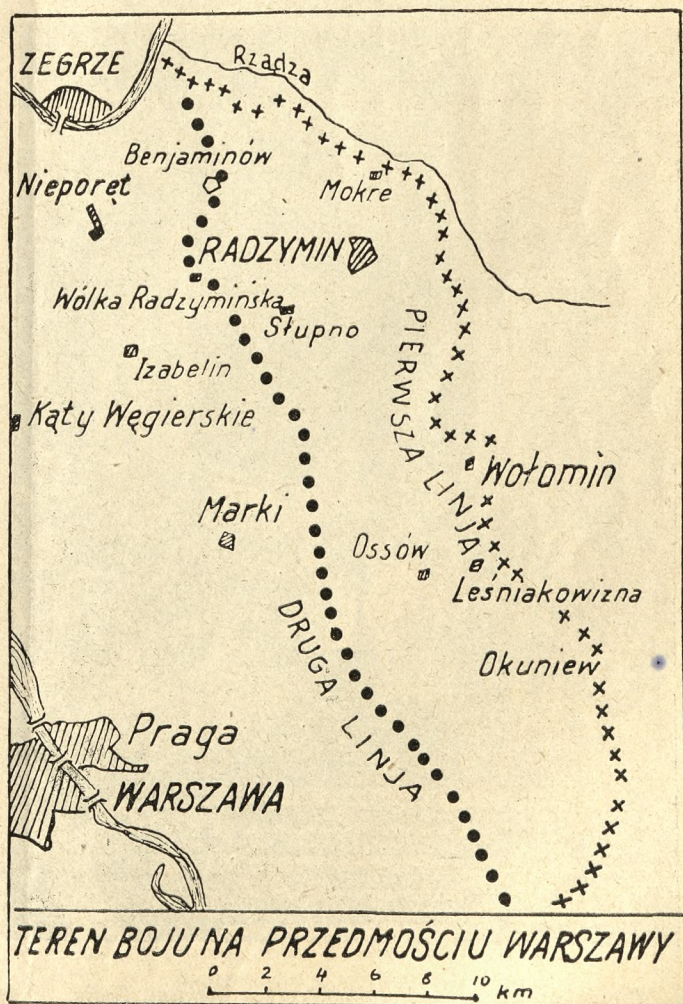 ZEGRZE
Rządza
Benjaminów
Nieporęt
Mokre
RADZYMIN
Wólka Radzymińska
Słupno
Izabelin
PIERWSZA LINJA
Kąty Węgierskie
Wołomin
Marki
Ossów
Leśniakowizna
DRUGA LINJA
Okuniew
Praga
WARSZAWA
TEREN BOJU NA PRZEDMOŚCIU WARSZAWY
0 2 4 6 8 10 km